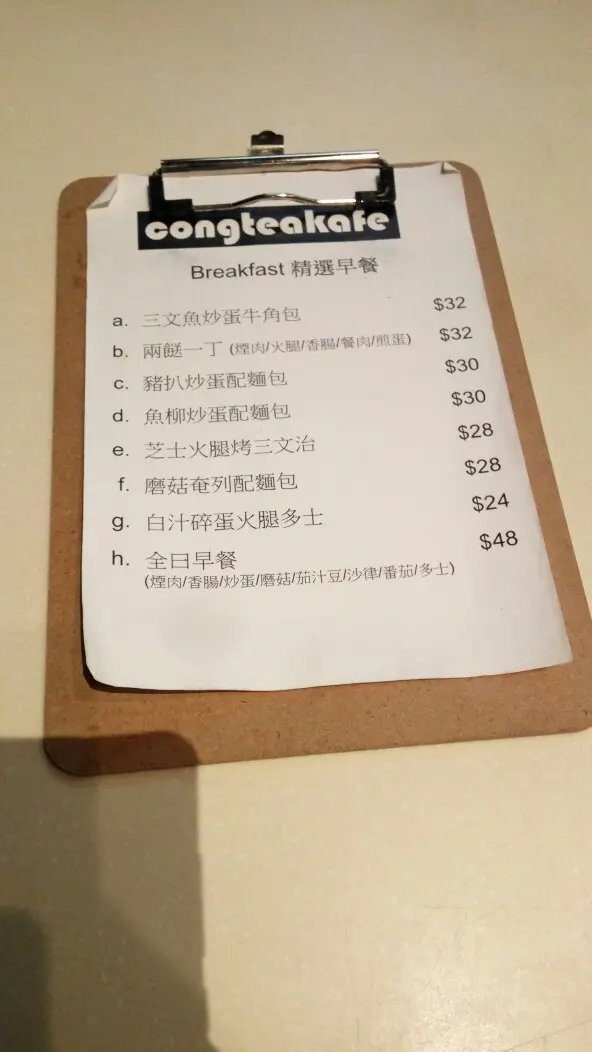 congteakafe
Breakfast 精選早餐
a. 三文魚炒蛋牛角包 $32
b. 兩餸一丁 (煙肉/火腿/香腸/餐肉/煎蛋) $32
c. 豬扒炒蛋配麵包 $30
d. 魚柳炒蛋配麵包 $30
e. 芝士火腿烤三文治 $28
f. 磨菇奄列配麵包 $28
g. 白汁碎蛋火腿多士 $24
h. 全日早餐 $48
(煙肉/香腸/炒蛋/磨菇/茄汁豆/沙律/番茄/多士)